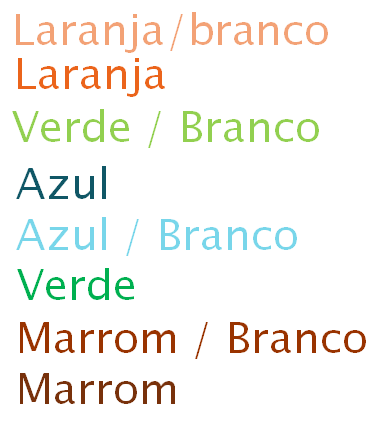 Laranja/branco
Laranja
Verde / Branco
Azul
Azul / Branco
Verde
Marrom / Branco
Marrom